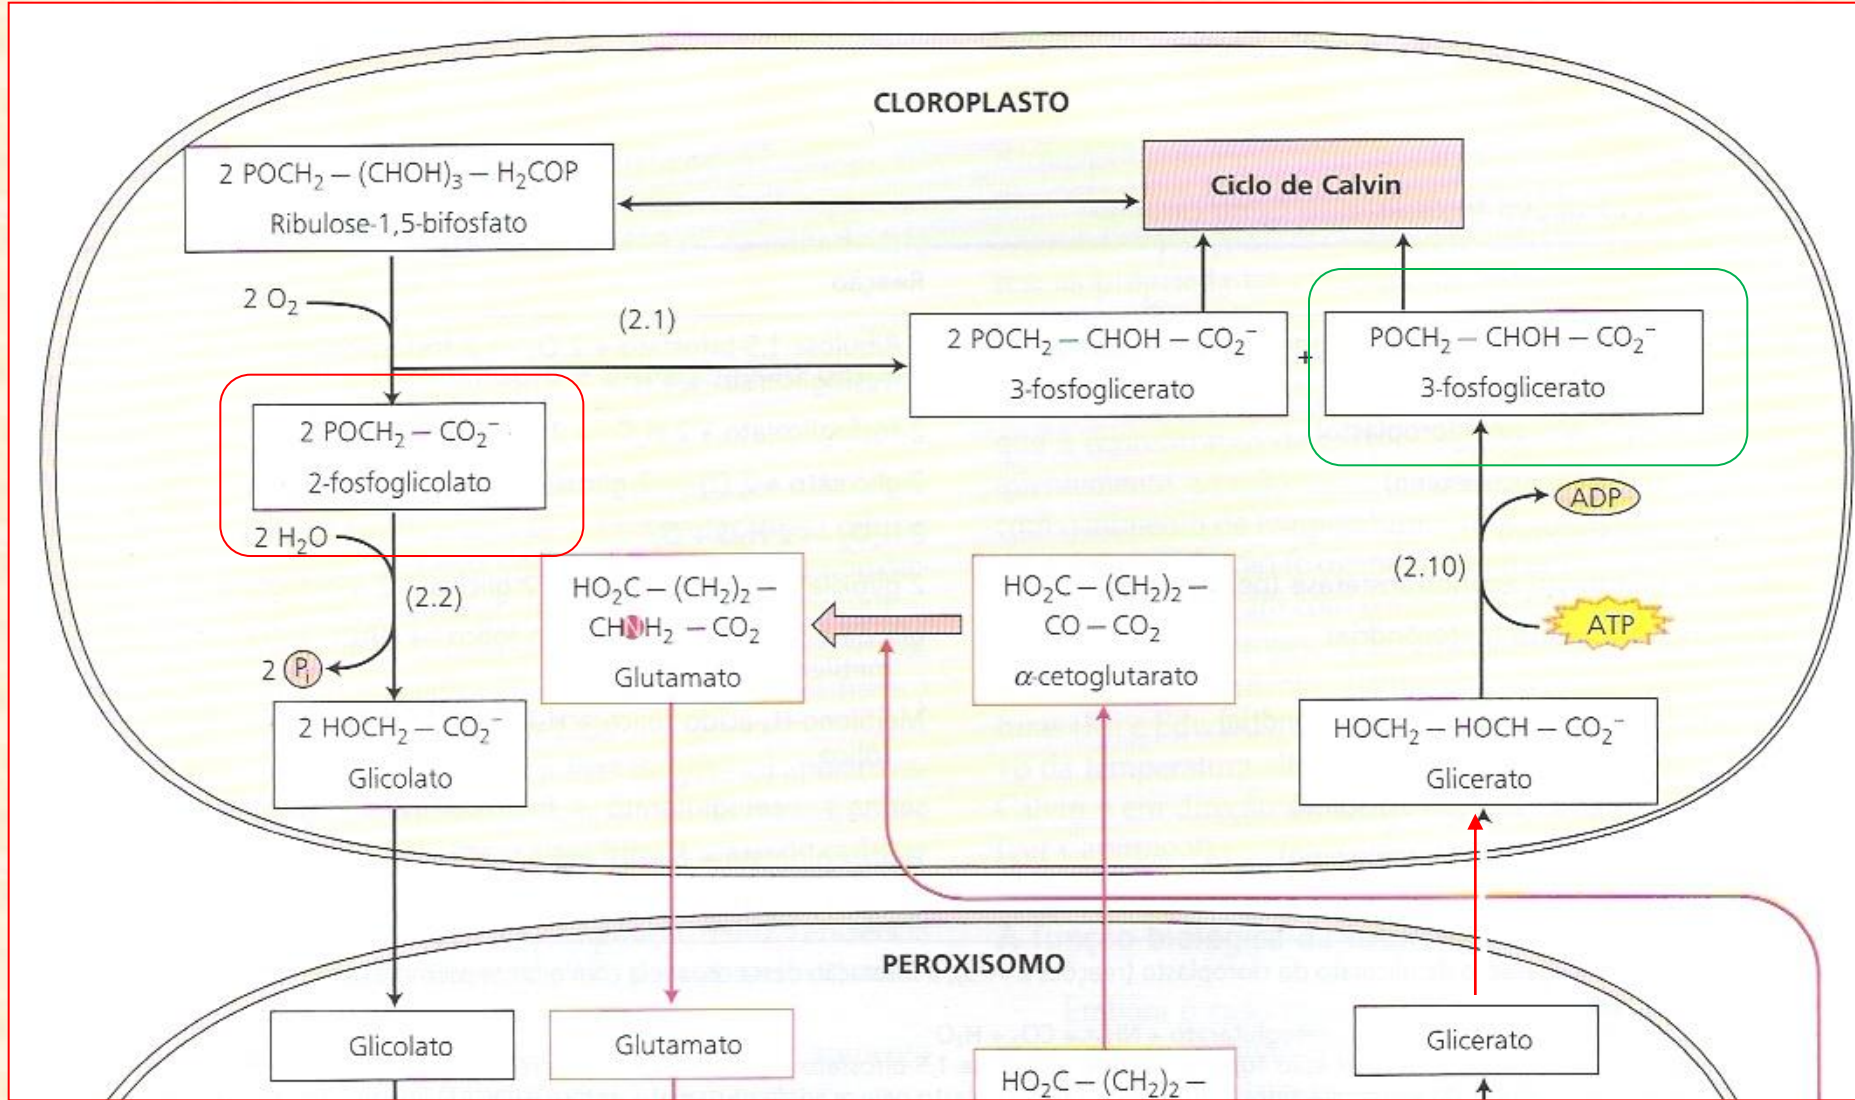 CLOROPLASTO
2 POCH₂ – (CHOH)₃ – H₂COP
Ribulose-1,5-bifosfato
Ciclo de Calvin
2 O₂
(2.1)
2 POCH₂ – CHOH – CO₂⁻
3-fosfoglicerato
+
POCH₂ – CHOH – CO₂⁻
3-fosfoglicerato
2 POCH₂ – CO₂⁻
2-fosfoglicolato
2 H₂O
(2.2)
2 Pᵢ
HO₂C – (CH₂)₂ –
CHNH₂ – CO₂
Glutamato
HO₂C – (CH₂)₂ –
CO – CO₂
α-cetoglutarato
ADP
(2.10)
ATP
2 HOCH₂ – CO₂⁻
Glicolato
HOCH₂ – HOCH – CO₂⁻
Glicerato
PEROXISOMO
Glicolato
Glutamato
HO₂C – (CH₂)₂ –
Glicerato